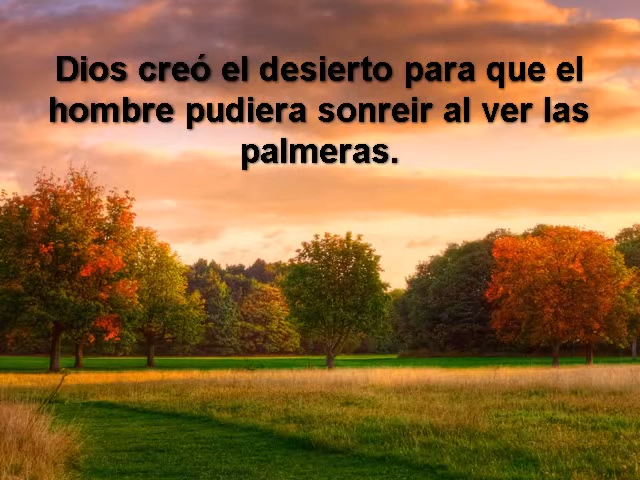 Dios creó el desierto para que el
hombre pudiera sonreir al ver las
palmeras.